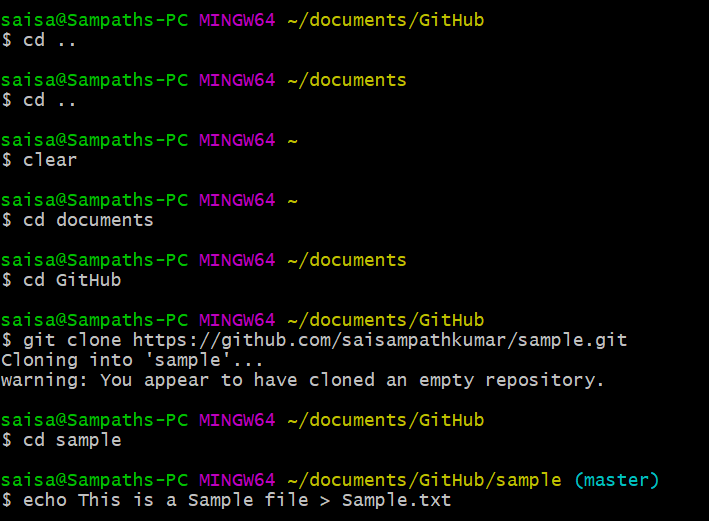 saisa@Sampaths-PC MINGW64 ~/documents/GitHub
$ cd ..
saisa@Sampaths-PC MINGW64 ~/documents
$ cd ..
saisa@Sampaths-PC MINGW64 ~
$ clear
saisa@Sampaths-PC MINGW64 ~
$ cd documents
saisa@Sampaths-PC MINGW64 ~/documents
$ cd GitHub
saisa@Sampaths-PC MINGW64 ~/documents/GitHub
$ git clone https://github.com/saisampathkumar/sample.git
Cloning into 'sample'...
warning: You appear to have cloned an empty repository.
saisa@Sampaths-PC MINGW64 ~/documents/GitHub
$ cd sample
saisa@Sampaths-PC MINGW64 ~/documents/GitHub/sample (master)
$ echo This is a Sample file > Sample.txt